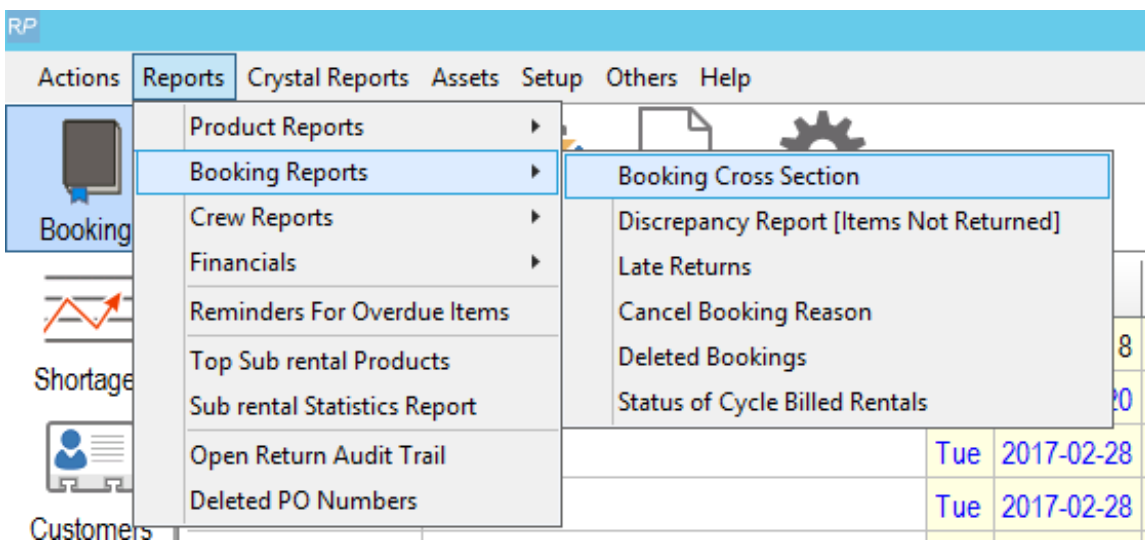 RP
Actions Reports Crystal Reports Assets Setup Others Help
Product Reports
Booking Reports
Crew Reports
Financials
Reminders For Overdue Items
Top Sub rental Products
Sub rental Statistics Report
Open Return Audit Trail
Deleted PO Numbers
Booking Cross Section
Discrepancy Report [Items Not Returned]
Late Returns
Cancel Booking Reason
Deleted Bookings
Status of Cycle Billed Rentals
Booking
Shortage
Customers
8
20
Tue 2017-02-28
Tue 2017-02-28